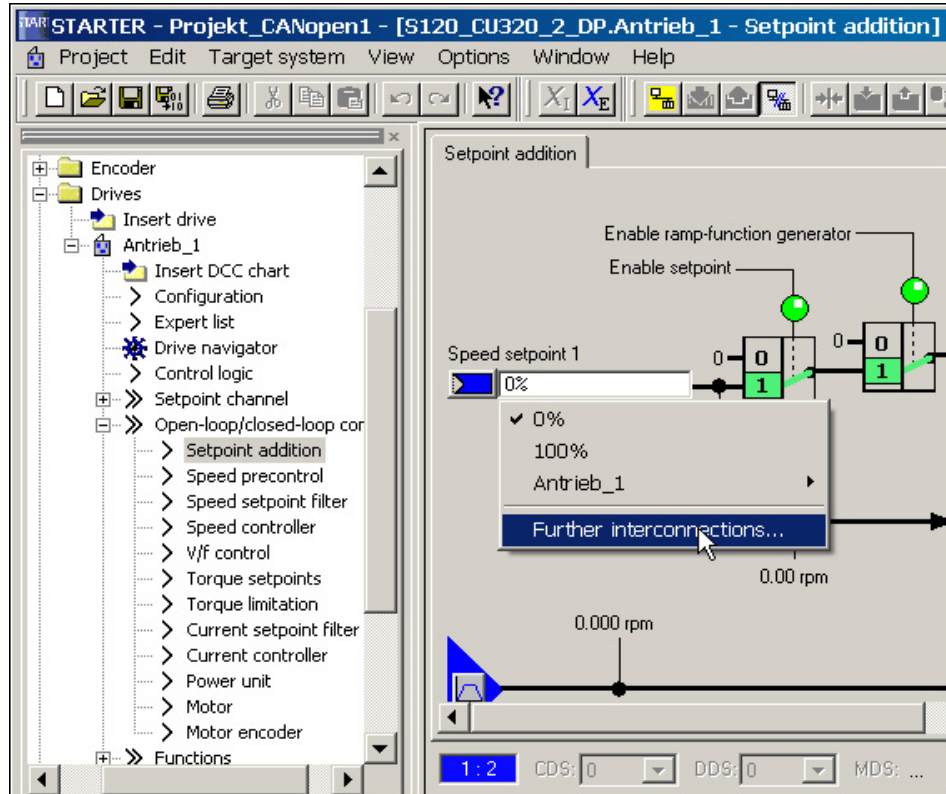 STARTER - Projekt_CANopen1 - [S120_CU320_2_DP.Antrieb_1 - Setpoint addition]
Project Edit Target system View Options Window Help
Encoder
Drives
Insert drive
Antrieb_1
Insert DCC chart
Configuration
Expert list
Drive navigator
Control logic
Setpoint channel
Open-loop/closed-loop cor
Setpoint addition
Speed precontrol
Speed setpoint filter
Speed controller
V/f control
Torque setpoints
Torque limitation
Current setpoint filter
Current controller
Power unit
Motor
Motor encoder
Functions
Setpoint addition
Enable ramp-function generator
Enable setpoint
Speed setpoint 1
0%
0 0 1
0 0 1
0%
100%
Antrieb_1
Further interconnections...
0.00 rpm
0.000 rpm
1 : 2 CDS: 0 DDS: 0 MDS: ...